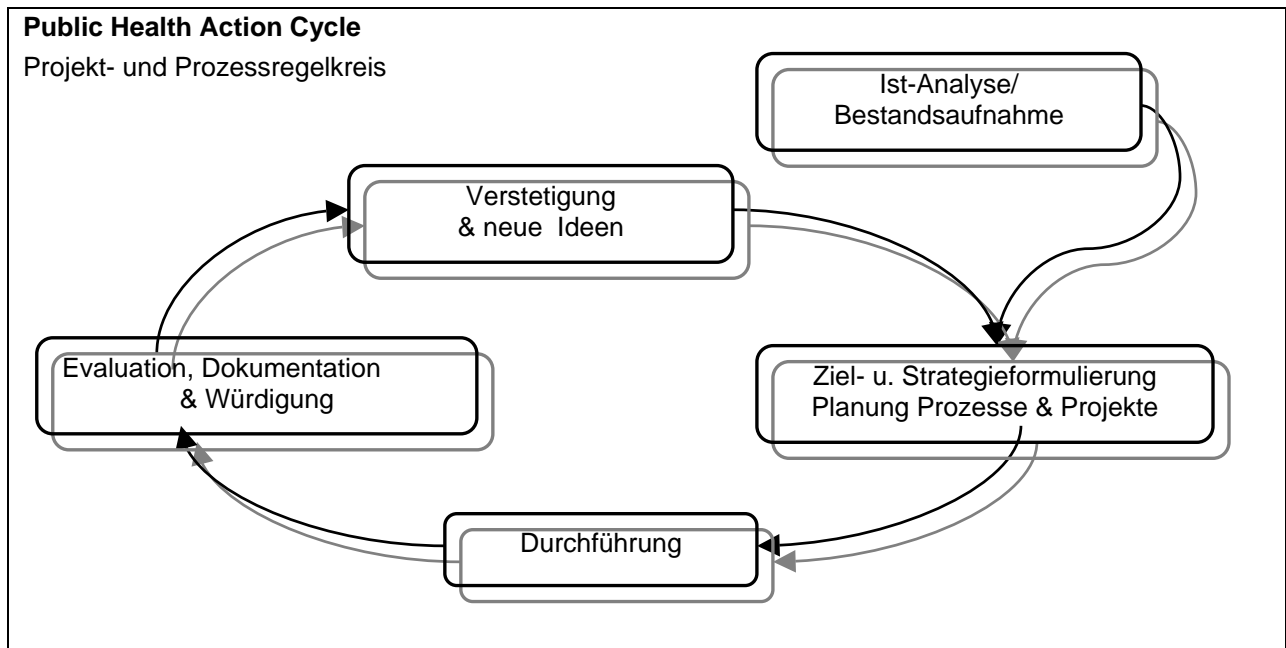 Public Health Action Cycle
Projekt- und Prozessregelkreis
Ist-Analyse/
Bestandsaufnahme
Verstetigung
& neue Ideen
Evaluation, Dokumentation
& Würdigung
Ziel- u. Strategieformulierung
Planung Prozesse & Projekte
Durchführung